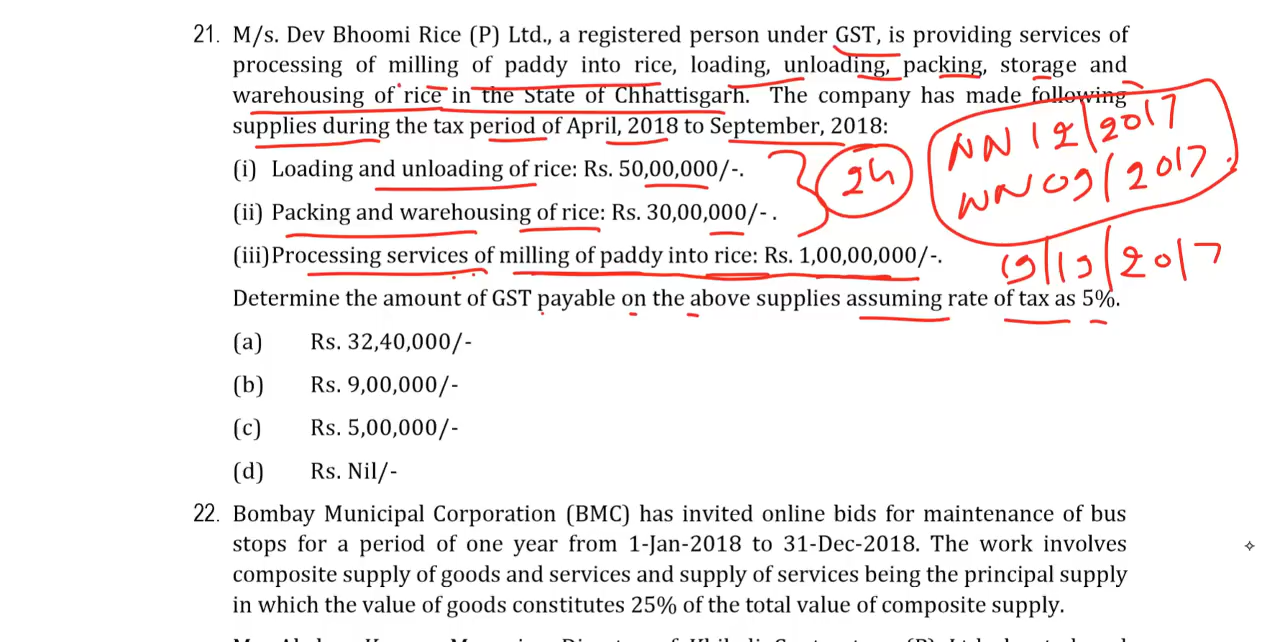 21. M/s. Dev Bhoomi Rice (P) Ltd., a registered person under GST, is providing services of
processing of milling of paddy into rice, loading, unloading, packing, storage and
warehousing of rice in the State of Chhattisgarh. The company has made following
supplies during the tax period of April, 2018 to September, 2018:
NN 12/2017
(i) Loading and unloading of rice: Rs. 50,00,000/-.
24
NN 09/2017
(ii) Packing and warehousing of rice: Rs. 30,00,000/-.
(iii) Processing services of milling of paddy into rice: Rs. 1,00,00,000/-.
Determine the amount of GST payable on the above supplies assuming rate of tax as 5%.
(a) Rs. 32,40,000/-
(b) Rs. 9,00,000/-
(c) Rs. 5,00,000/-
(d) Rs. Nil/-
22. Bombay Municipal Corporation (BMC) has invited online bids for maintenance of bus
stops for a period of one year from 1-Jan-2018 to 31-Dec-2018. The work involves
composite supply of goods and services and supply of services being the principal supply
in which the value of goods constitutes 25% of the total value of composite supply.